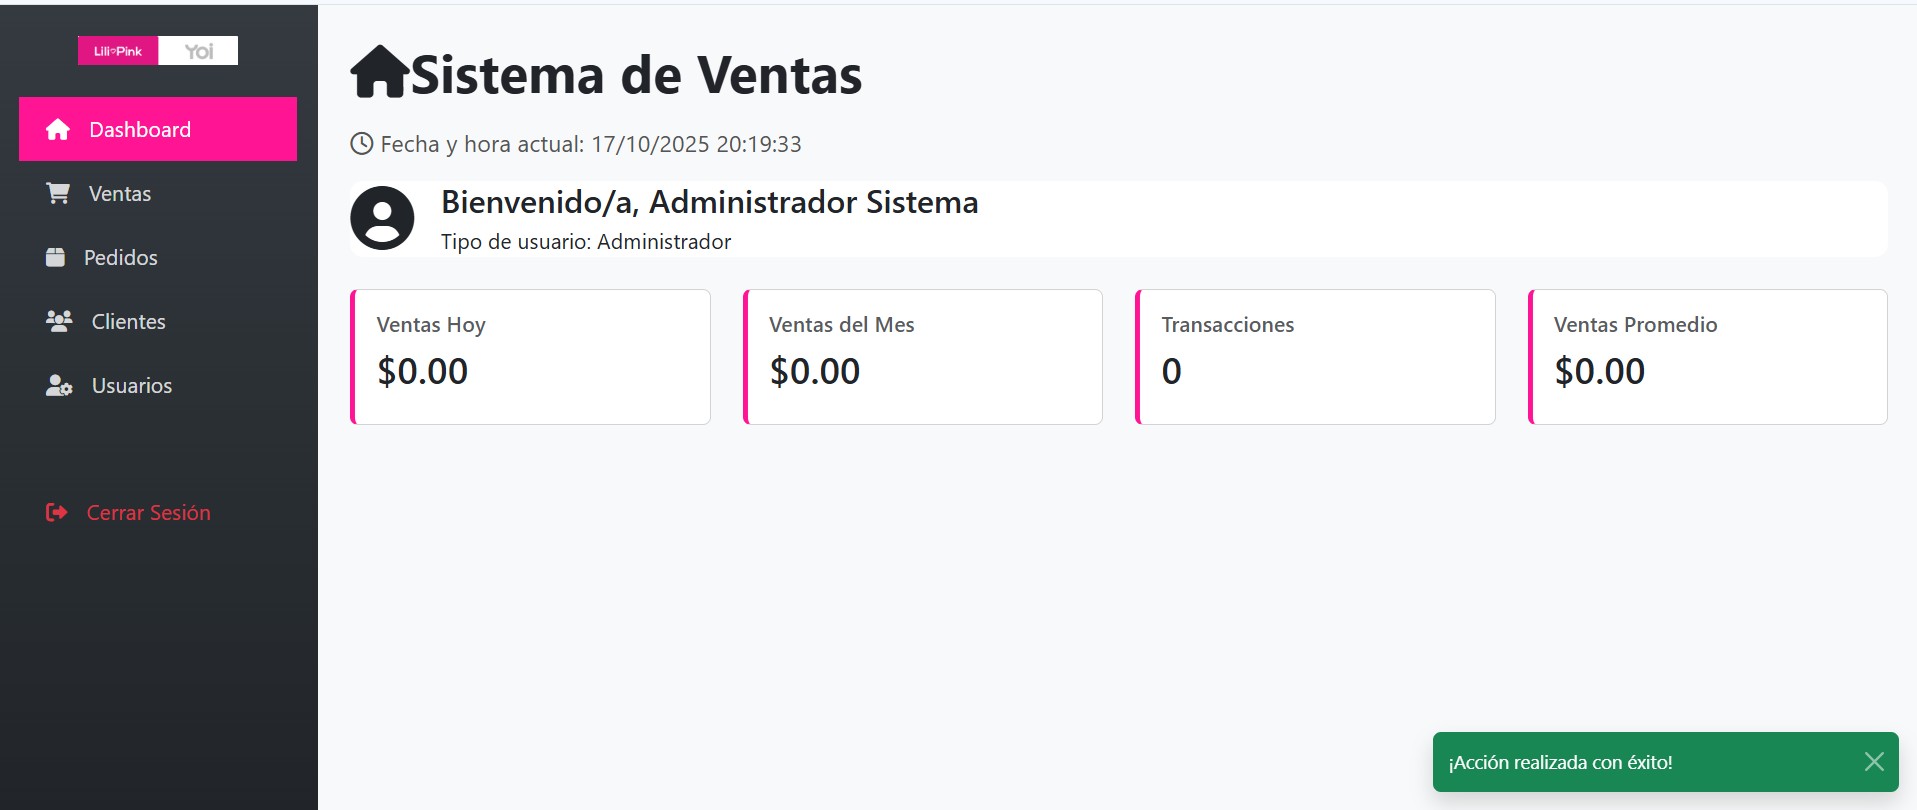 Lili♡Pink Yoi
Dashboard
Ventas
Pedidos
Clientes
Usuarios
Cerrar Sesión
Sistema de Ventas
Fecha y hora actual: 17/10/2025 20:19:33
Bienvenido/a, Administrador Sistema
Tipo de usuario: Administrador
Ventas Hoy
$0.00
Ventas del Mes
$0.00
Transacciones
0
Ventas Promedio
$0.00
¡Acción realizada con éxito!